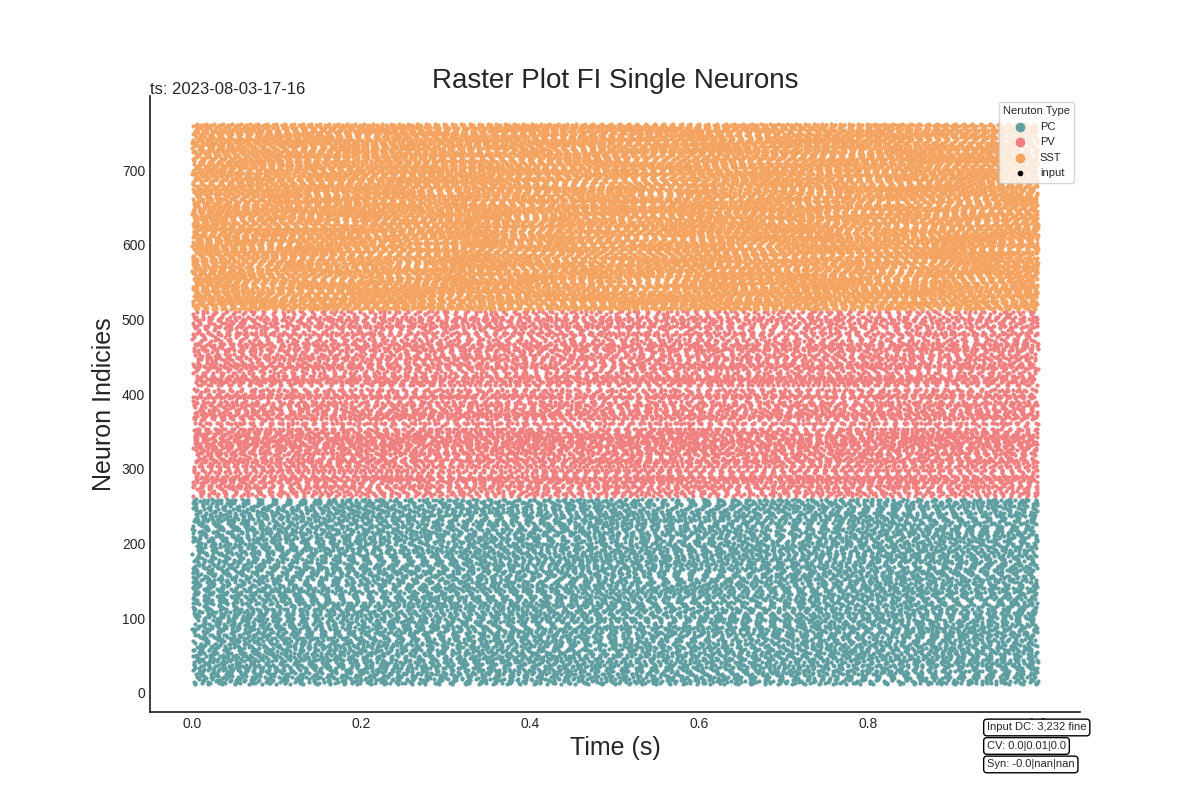 Raster Plot FI Single Neurons
ts: 2023-08-03-17-16
Neruton Type
PC
PV
SST
input
Neuron Indicies
700
600
500
400
300
200
100
0
0.0
0.2
0.4
0.6
0.8
Time (s)
Input DC: 3,232 fine
CV: 0.0|0.01|0.0
Syn: -0.0|nan|nan